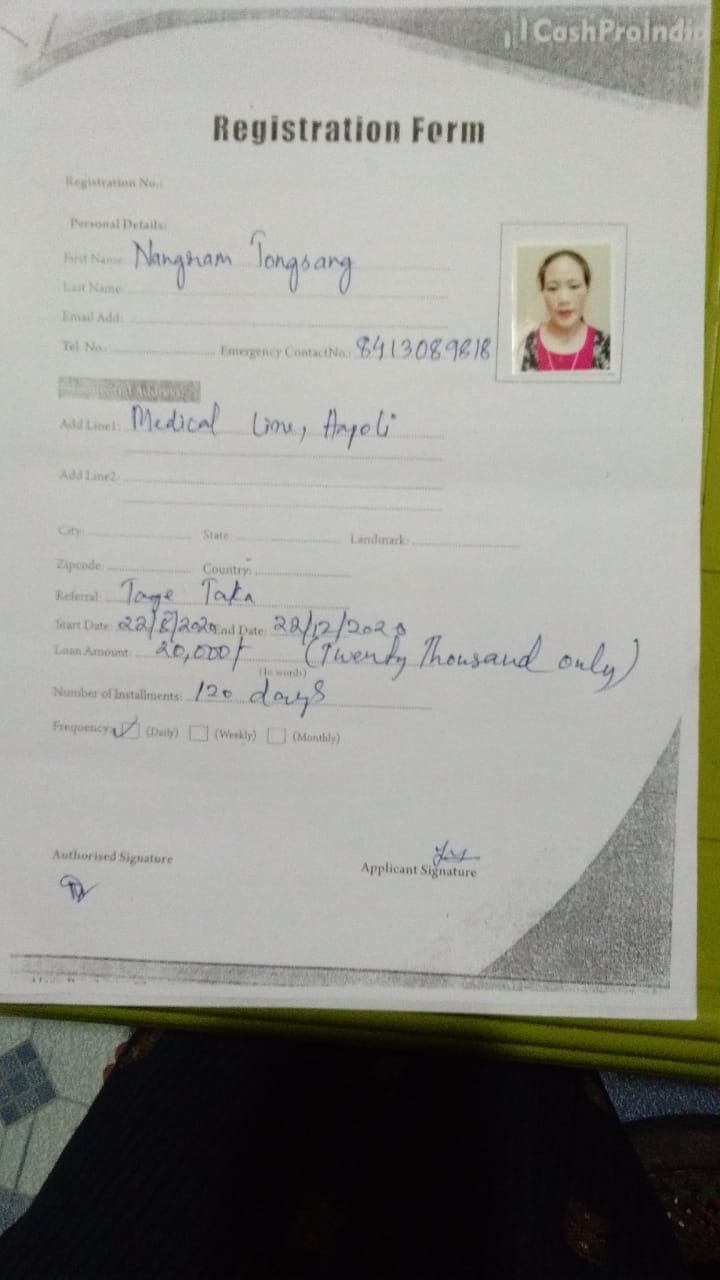 CashProIndia
Registration Form
Registration No.:
Personal Details:
First Name: Nangnam Tongsang
Last Name:
Email Add:
Tel. No.: Emergency ContactNo.: 8413089818
Add Line1: Medical Line, Hapoli
Add Line2:
City: State: Landmark:
Zipcode: Country:
Referral: Tage Taka
Start Date: 22/8/2020 End Date: 22/12/2020
Loan Amount: 20,000/- (Twenty Thousand only)
(In words)
Number of Installments: 120 days
Frequency: (Daily) (Weekly) (Monthly)
Authorised Signature
Applicant Signature